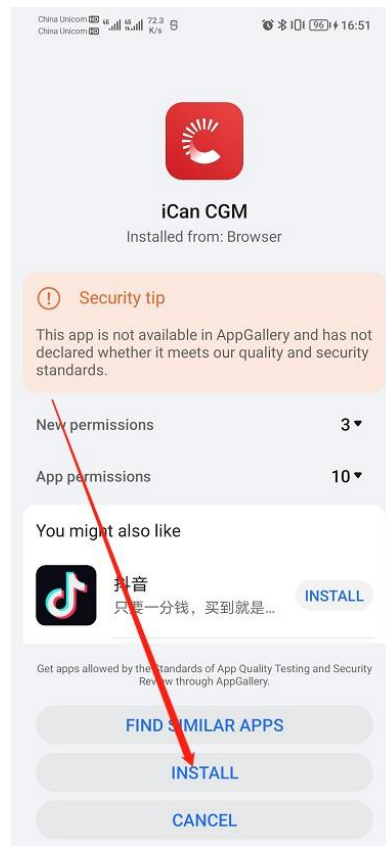 China Unicom HD 72.3 K/s 96 16:51
China Unicom HD
iCan CGM
Installed from: Browser
Security tip
This app is not available in AppGallery and has not
declared whether it meets our quality and security
standards.
New permissions 3
App permissions 10
You might also like
抖音
只要一分钱，买到就是...
INSTALL
Get apps allowed by the Standards of App Quality Testing and Security
Review through AppGallery.
FIND SIMILAR APPS
INSTALL
CANCEL